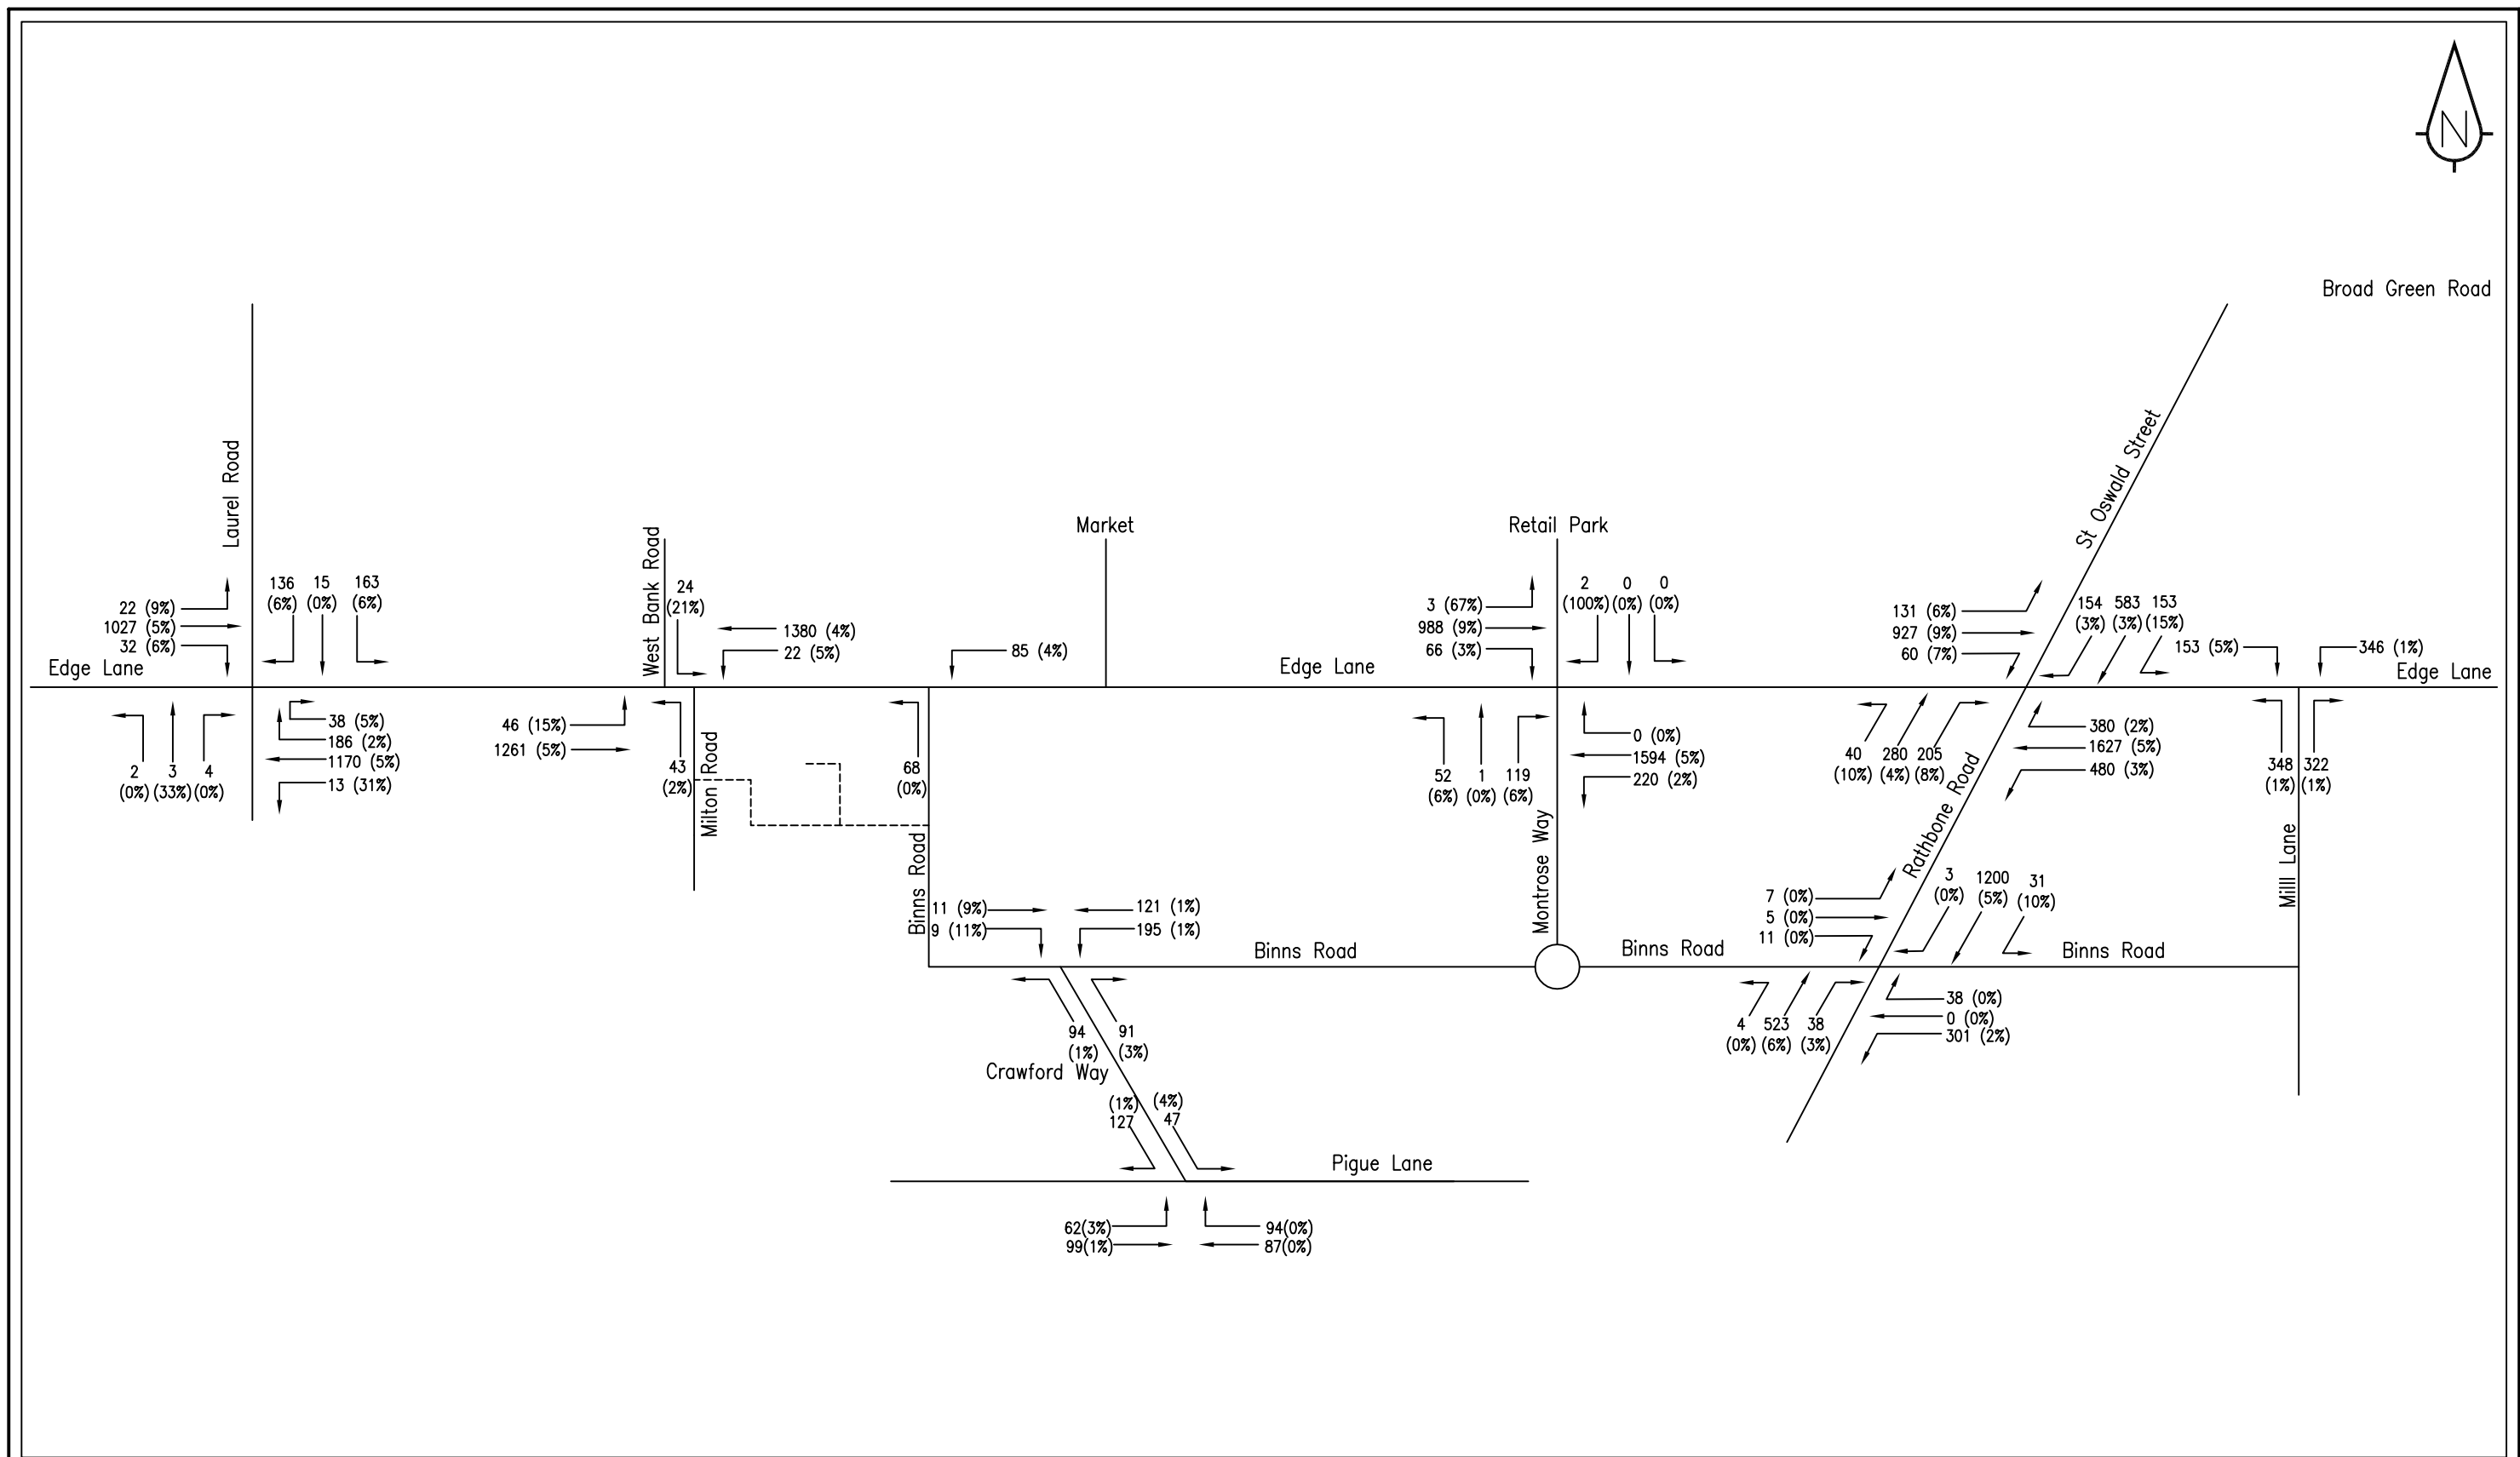 N
Broad Green Road
St Oswald Street
Laurel Road
West Bank Road
Market
Retail Park
22 (9%)
1027 (5%)
32 (6%)
136 15 163
(6%) (0%) (6%)
24
(21%)
1380 (4%)
22 (5%)
85 (4%)
3 (67%)
988 (9%)
66 (3%)
2 0 0
(100%) (0%) (0%)
131 (6%)
927 (9%)
60 (7%)
154 583 153
(3%) (3%) (15%)
153 (5%)
346 (1%)
Edge Lane
Edge Lane
Edge Lane
2 3 4
(0%) (33%) (0%)
38 (5%)
186 (2%)
1170 (5%)
13 (31%)
46 (15%)
1261 (5%)
43
(2%)
Milton Road
68
(0%)
Binns Road
52 1 119
(6%) (0%) (6%)
Montrose Way
0 (0%)
1594 (5%)
220 (2%)
40 280 205
(10%) (4%) (8%)
Rathbone Road
380 (2%)
1627 (5%)
480 (3%)
348 322
(1%) (1%)
Milll Lane
11 (9%)
9 (11%)
121 (1%)
195 (1%)
7 (0%)
5 (0%)
11 (0%)
3 1200 31
(0%) (5%) (10%)
Binns Road
Binns Road
Binns Road
94 91
(1%) (3%)
Crawford Way
4 523 38
(0%) (6%) (3%)
38 (0%)
0 (0%)
301 (2%)
(1%) (4%)
127 47
Pigue Lane
62(3%)
99(1%)
94(0%)
87(0%)